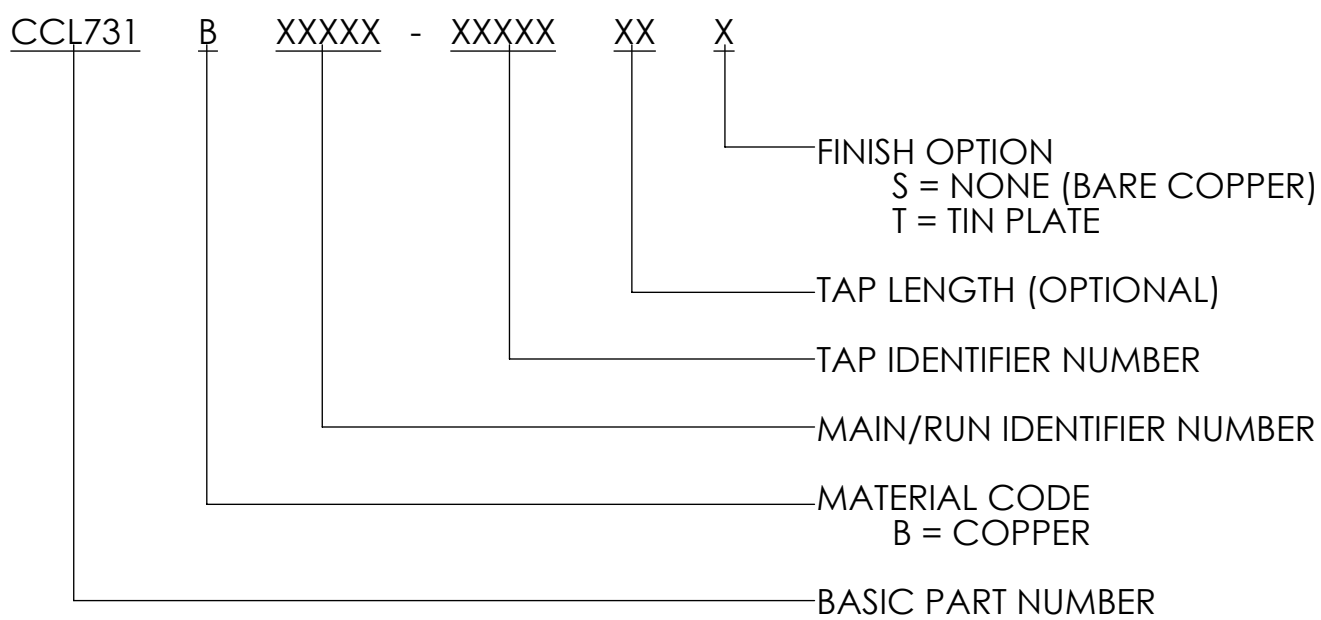 CCL731 B XXXXX - XXXXX XX X
FINISH OPTION
S = NONE (BARE COPPER)
T = TIN PLATE
TAP LENGTH (OPTIONAL)
TAP IDENTIFIER NUMBER
MAIN/RUN IDENTIFIER NUMBER
MATERIAL CODE
B = COPPER
BASIC PART NUMBER